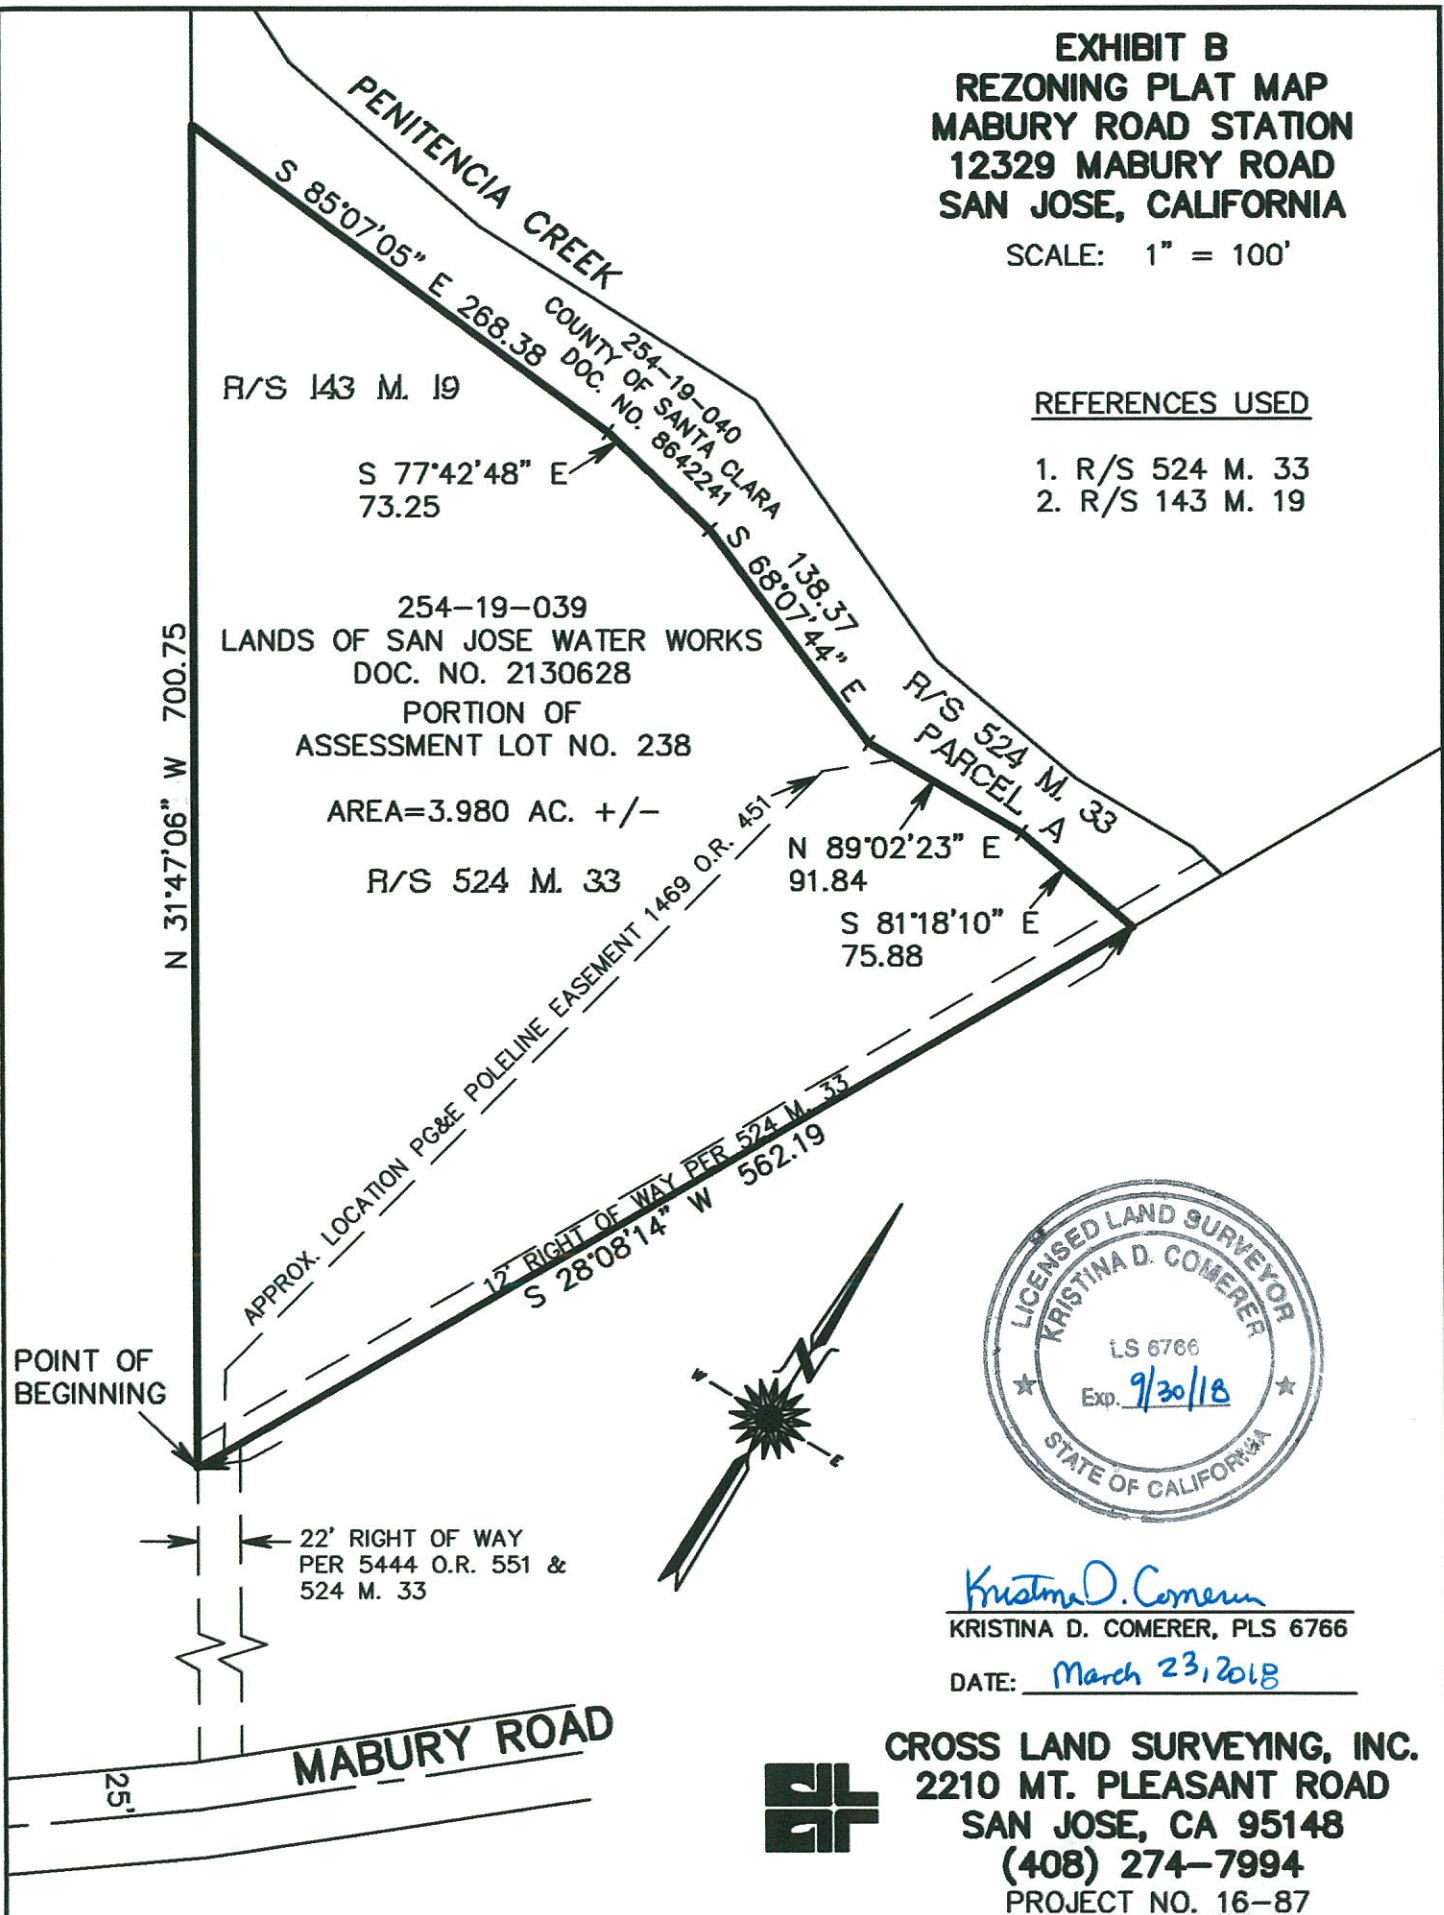 EXHIBIT B
REZONING PLAT MAP
MABURY ROAD STATION
12329 MABURY ROAD
SAN JOSE, CALIFORNIA
SCALE: 1" = 100'
REFERENCES USED
1. R/S 524 M. 33
2. R/S 143 M. 19
PENITENCIA CREEK
S 85°07'05" E 268.38
254-19-040
COUNTY OF SANTA CLARA
DOC. NO. 8642241
R/S 143 M. 19
S 77°42'48" E
73.25
138.37
S 68°07'44" E
254-19-039
LANDS OF SAN JOSE WATER WORKS
DOC. NO. 2130628
PORTION OF
ASSESSMENT LOT NO. 238
AREA=3.980 AC. +/-
R/S 524 M. 33
N 31°47'06" W 700.75
R/S 524 M. 33
PARCEL A
N 89°02'23" E
91.84
S 81°18'10" E
75.88
APPROX. LOCATION PG&E POLELINE EASEMENT 1469 O.R. 451
12' RIGHT OF WAY PER 524 M. 33
S 28°08'14" W 562.19
POINT OF
BEGINNING
N
W
E
22' RIGHT OF WAY
PER 5444 O.R. 551 &
524 M. 33
MABURY ROAD
25'
LICENSED LAND SURVEYOR
KRISTINA D. COMERER
LS 6766
Exp. 9/30/18
STATE OF CALIFORNIA
Kristina D. Comerer
KRISTINA D. COMERER, PLS 6766
DATE: March 23, 2018
CROSS LAND SURVEYING, INC.
2210 MT. PLEASANT ROAD
SAN JOSE, CA 95148
(408) 274-7994
PROJECT NO. 16-87